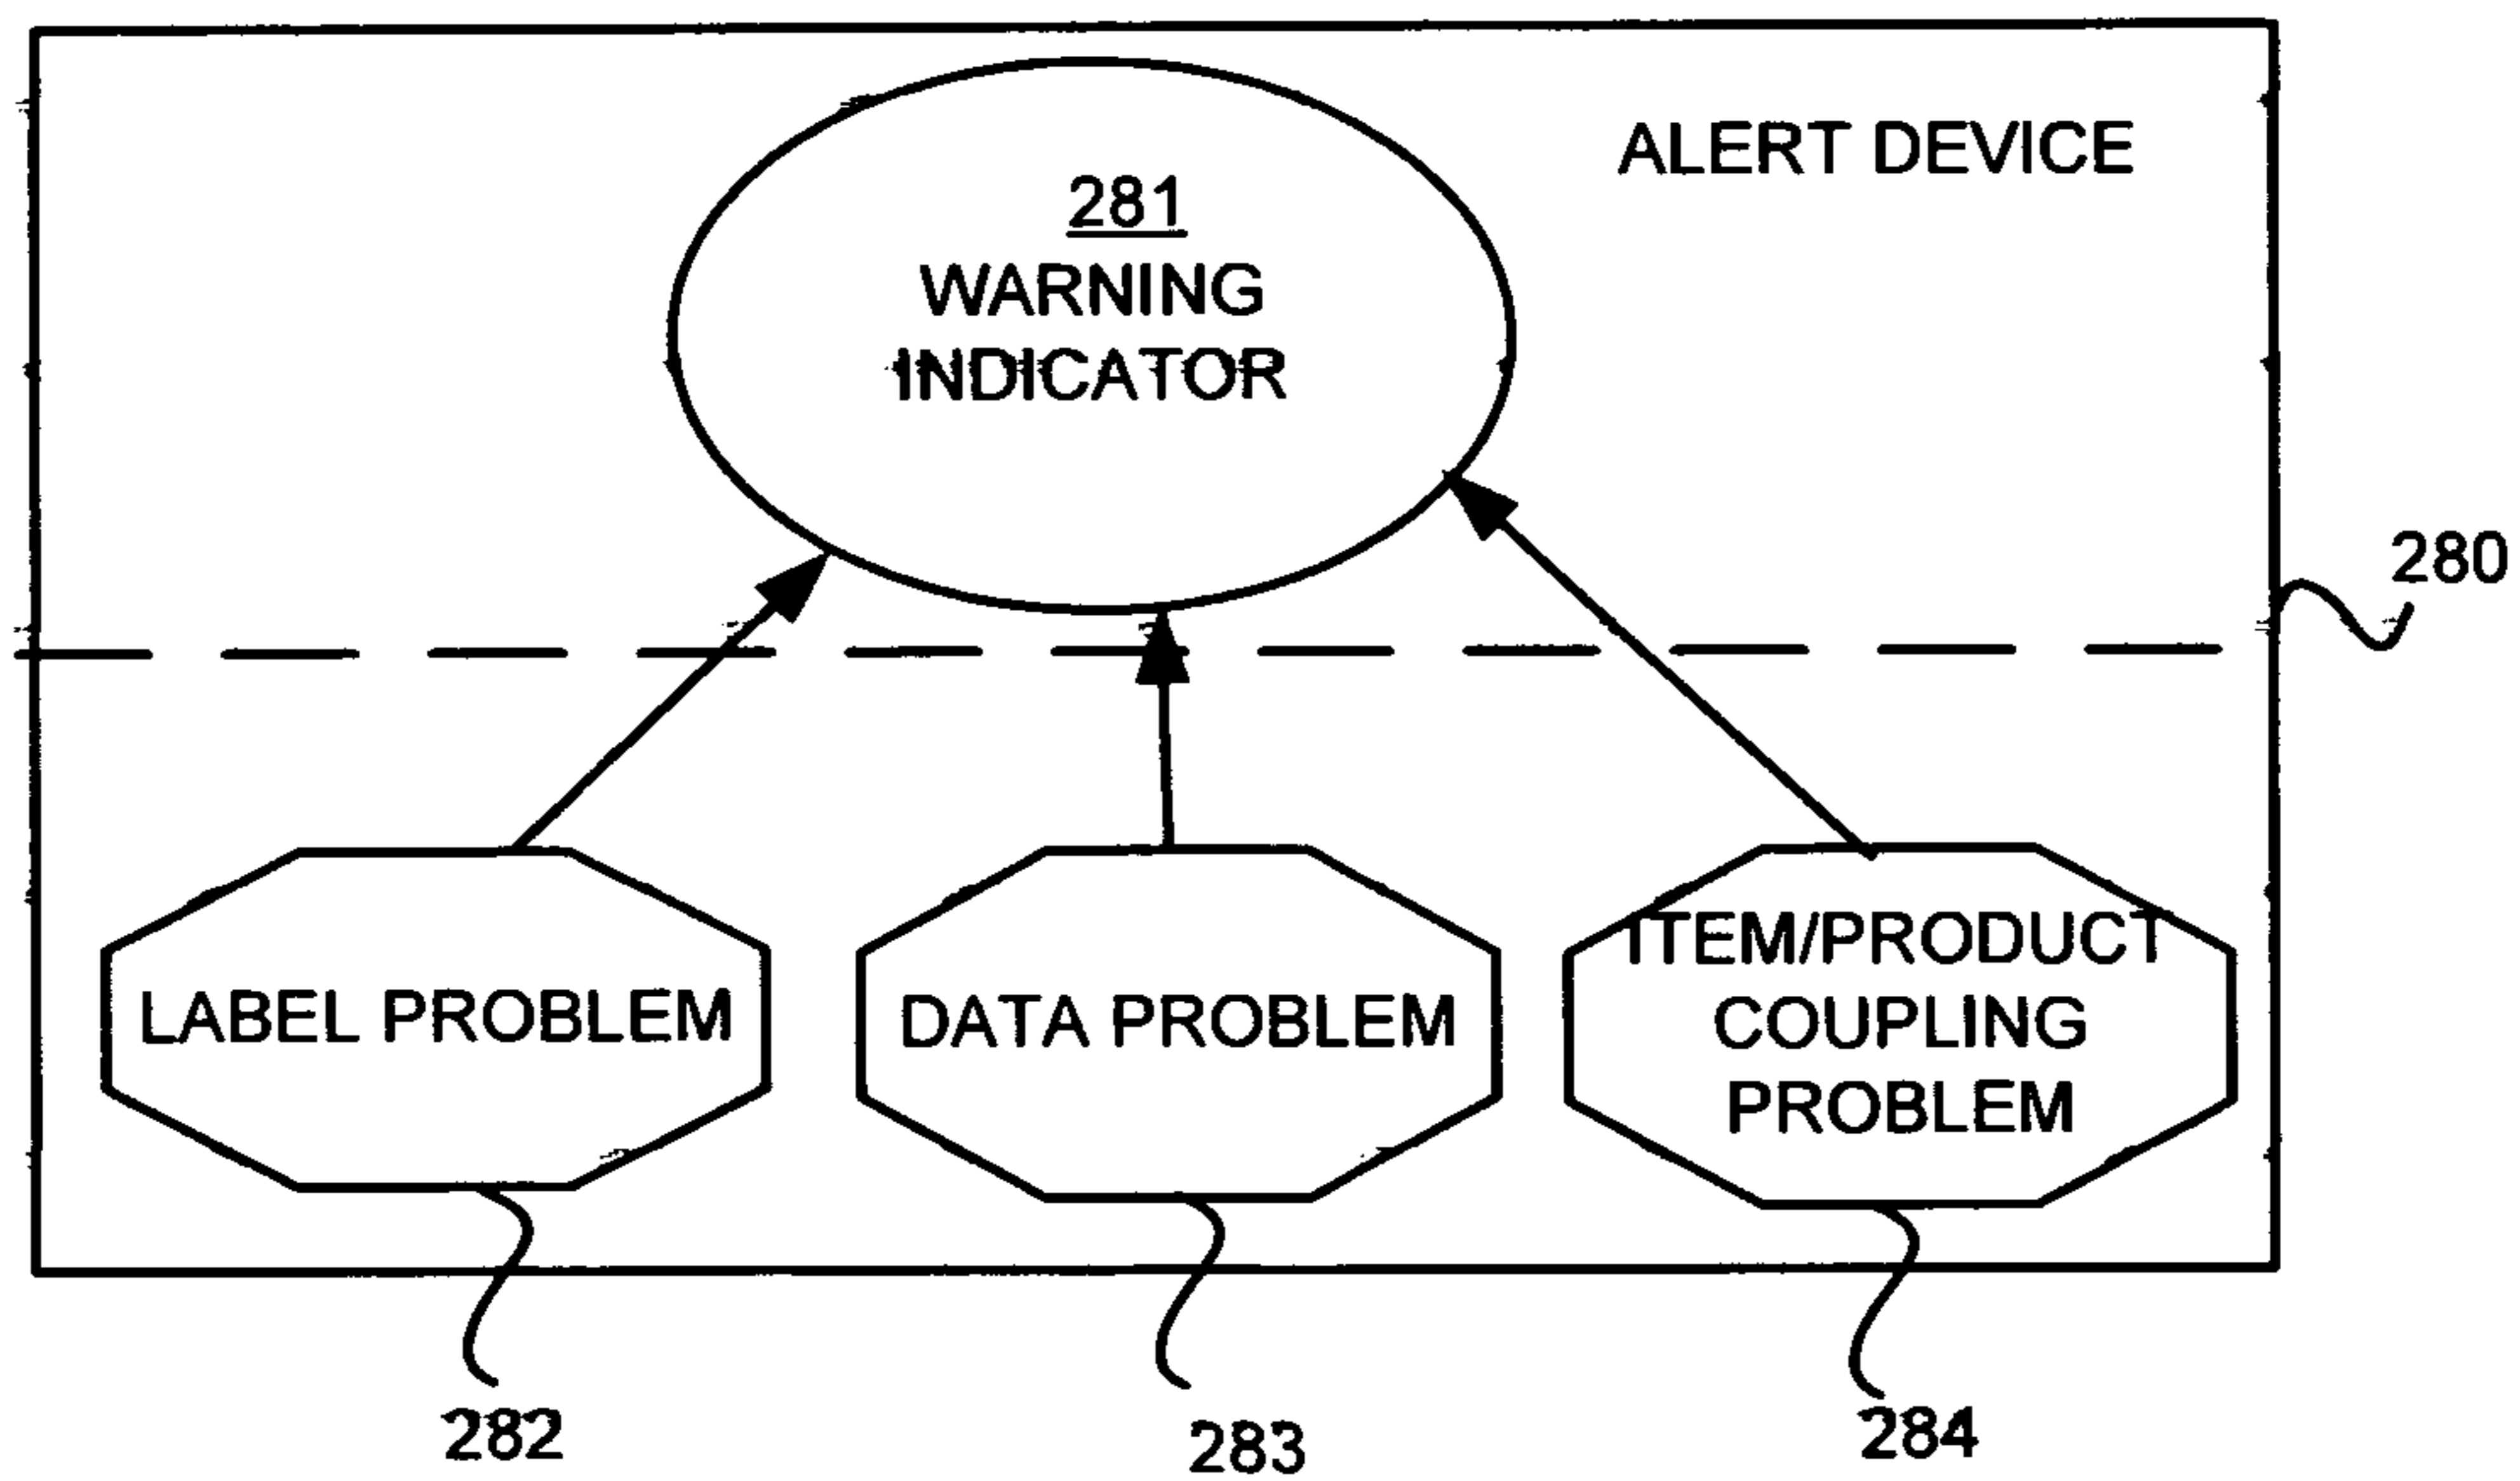 ALERT DEVICE
281
WARNING
INDICATOR
280
LABEL PROBLEM
DATA PROBLEM
ITEM/PRODUCT
COUPLING
PROBLEM
282
283
284